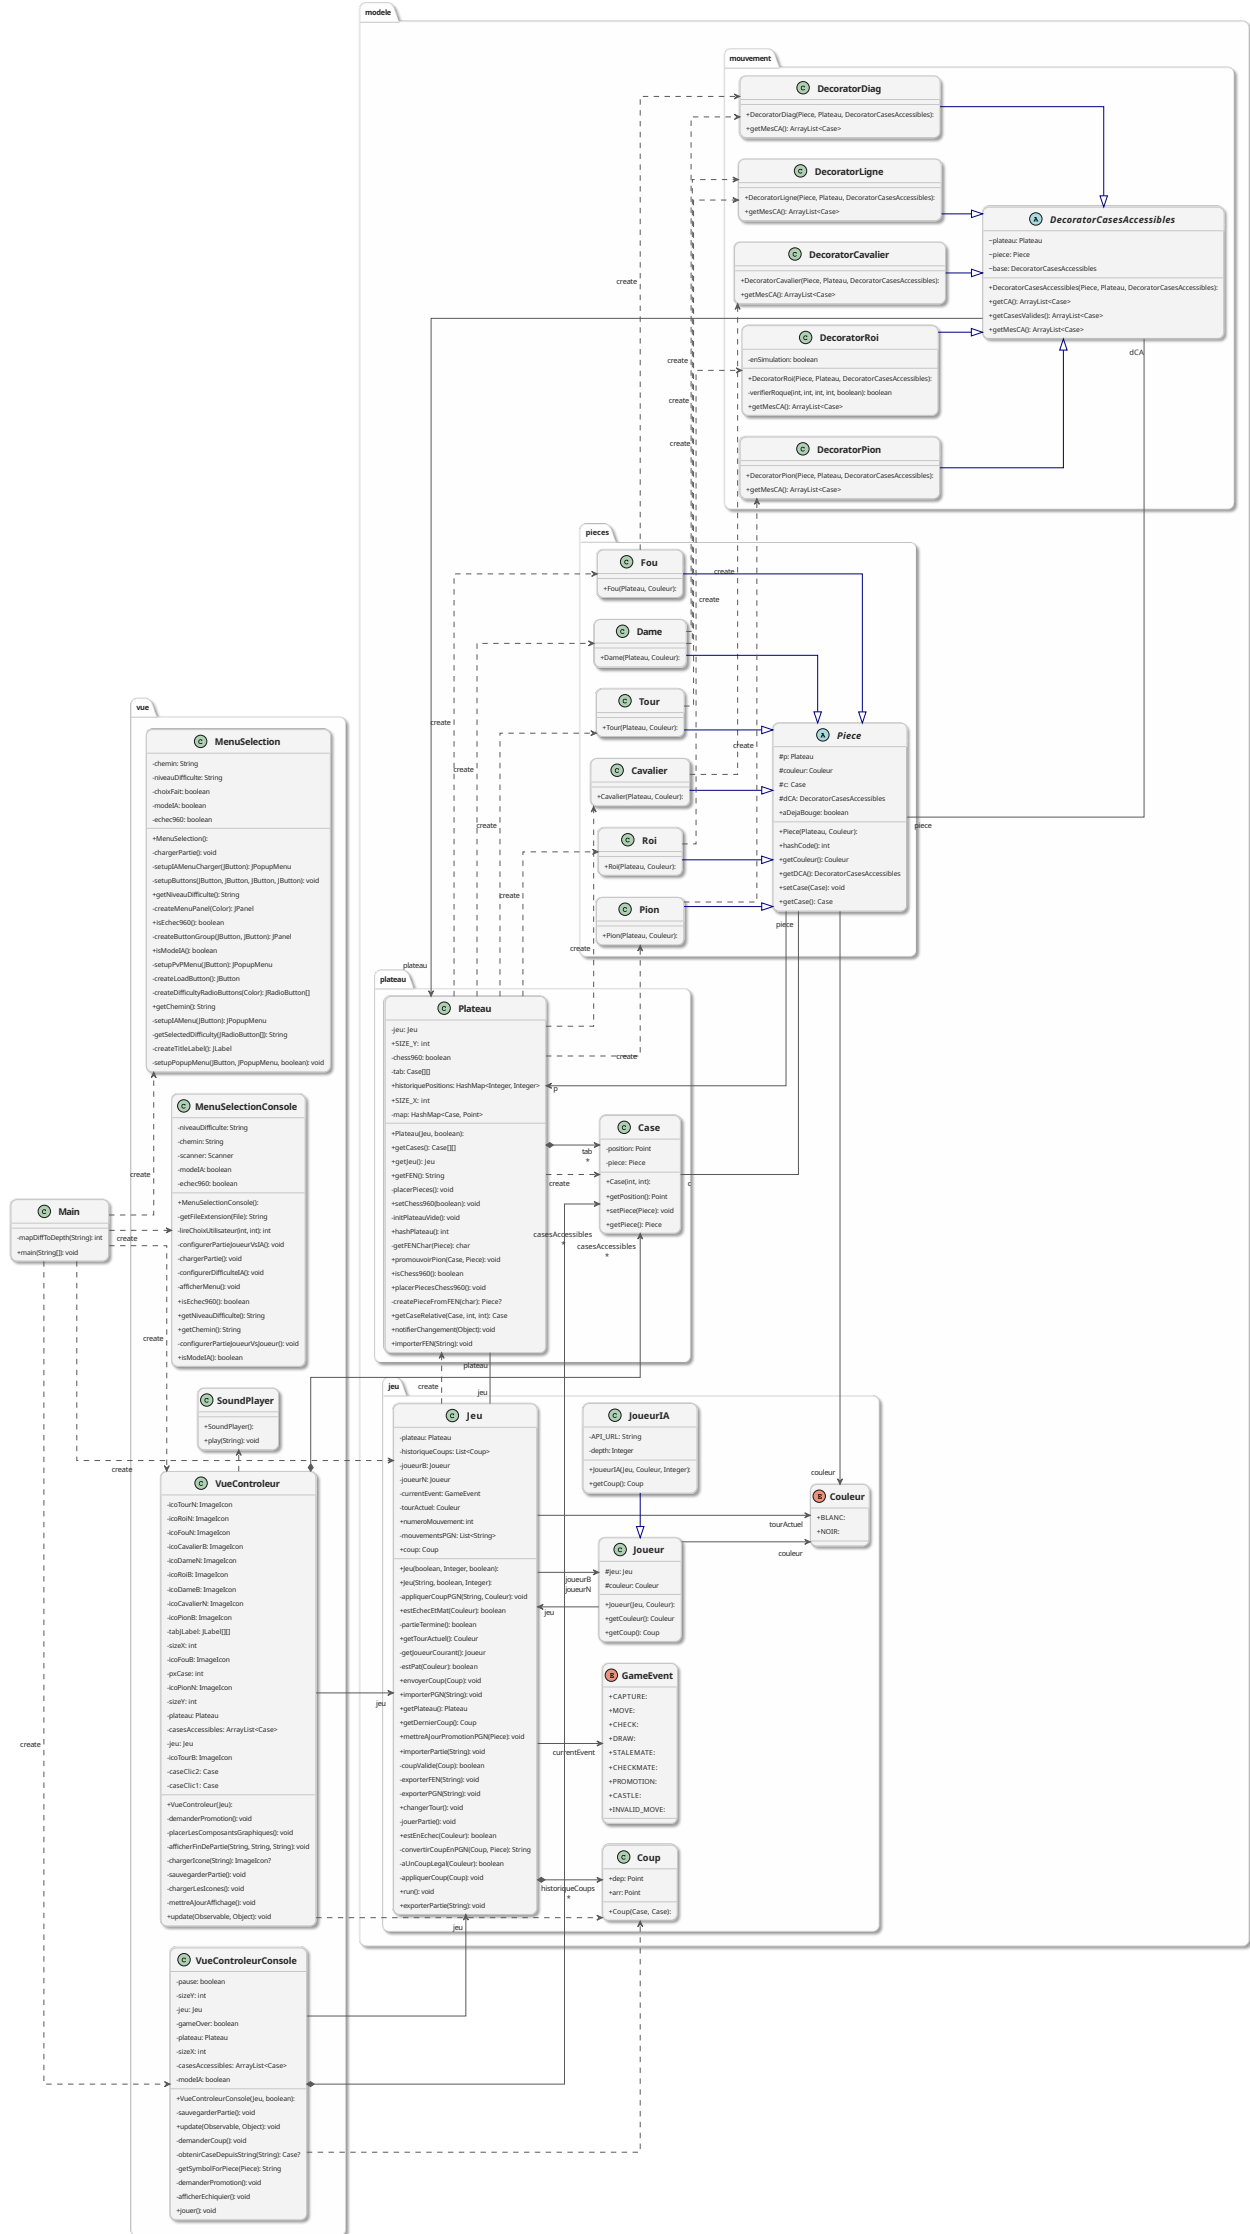 modele
mouvement
DecoratorDiag
+DecoratorDiag(Piece, Plateau, DecoratorCasesAccessibles):
+getMesCA(): ArrayList<Case>
DecoratorLigne
+DecoratorLigne(Piece, Plateau, DecoratorCasesAccessibles):
+getMesCA(): ArrayList<Case>
DecoratorCasesAccessibles
~plateau: Plateau
~piece: Piece
~base: DecoratorCasesAccessibles
+DecoratorCasesAccessibles(Piece, Plateau, DecoratorCasesAccessibles):
+getCA(): ArrayList<Case>
+getCasesValides(): ArrayList<Case>
+getMesCA(): ArrayList<Case>
DecoratorCavalier
+DecoratorCavalier(Piece, Plateau, DecoratorCasesAccessibles):
+getMesCA(): ArrayList<Case>
create
DecoratorRoi
-enSimulation: boolean
+DecoratorRoi(Piece, Plateau, DecoratorCasesAccessibles):
-verifierRoque(int, int, int, int, boolean): boolean
+getMesCA(): ArrayList<Case>
dCA
create
create
create
DecoratorPion
+DecoratorPion(Piece, Plateau, DecoratorCasesAccessibles):
+getMesCA(): ArrayList<Case>
pieces
Fou
+Fou(Plateau, Couleur):
create
create
Dame
+Dame(Plateau, Couleur):
Tour
+Tour(Plateau, Couleur):
create
create
create
create
Cavalier
+Cavalier(Plateau, Couleur):
Roi
+Roi(Plateau, Couleur):
create
Pion
+Pion(Plateau, Couleur):
create
Piece
#p: Plateau
#couleur: Couleur
#c: Case
#dCA: DecoratorCasesAccessibles
+aDejaBouge: boolean
+Piece(Plateau, Couleur):
+hashCode(): int
+getCouleur(): Couleur
+getDCA(): DecoratorCasesAccessibles
+setCase(Case): void
+getCase(): Case
piece
piece
plateau
vue
MenuSelection
-chemin: String
-niveauDifficulte: String
-choixFait: boolean
-modeIA: boolean
-echec960: boolean
+MenuSelection():
-chargerPartie(): void
-setupIAMenuCharger(JButton): JPopupMenu
-setupButtons(JButton, JButton, JButton, JButton): void
+getNiveauDifficulte(): String
-createMenuPanel(Color): JPanel
+isEchec960(): boolean
-createButtonGroup(JButton, JButton): JPanel
+isModeIA(): boolean
-setupPvPMenu(JButton): JPopupMenu
-createLoadButton(): JButton
-createDifficultyRadioButtons(Color): JRadioButton[]
+getChemin(): String
-setupIAMenu(JButton): JPopupMenu
-getSelectedDifficulty(JRadioButton[]): String
-createTitleLabel(): JLabel
-setupPopupMenu(JButton, JPopupMenu, boolean): void
plateau
Plateau
-jeu: Jeu
+SIZE_Y: int
-chess960: boolean
-tab: Case[][]
+historiquePositions: HashMap<Integer, Integer>
+SIZE_X: int
-map: HashMap<Case, Point>
+Plateau(Jeu, boolean):
+getCases(): Case[][]
+getJeu(): Jeu
+getFEN(): String
-placerPieces(): void
+setChess960(boolean): void
-initPlateauVide(): void
+hashPlateau(): int
-getFENChar(Piece): char
+promouvoirPion(Case, Piece): void
+isChess960(): boolean
+placerPiecesChess960(): void
-createPieceFromFEN(char): Piece?
+getCaseRelative(Case, int, int): Case
+notifierChangement(Object): void
+importerFEN(String): void
create
p
tab
*
create
Case
-position: Point
-piece: Piece
+Case(int, int):
+getPosition(): Point
+setPiece(Piece): void
+getPiece(): Piece
c
casesAccessibles
*
casesAccessibles
*
MenuSelectionConsole
-niveauDifficulte: String
-chemin: String
-scanner: Scanner
-modeIA: boolean
-echec960: boolean
+MenuSelectionConsole():
-getFileExtension(File): String
-lireChoixUtilisateur(int, int): int
-configurerPartieJoueurVsIA(): void
-chargerPartie(): void
-configurerDifficulteIA(): void
-afficherMenu(): void
+isEchec960(): boolean
+getNiveauDifficulte(): String
+getChemin(): String
-configurerPartieJoueurVsJoueur(): void
+isModeIA(): boolean
create
Main
-mapDiffToDepth(String): int
+main(String[]): void
create
create
plateau
create
jeu
jeu
SoundPlayer
+SoundPlayer():
+play(String): void
create
VueControleur
-icoTourN: ImageIcon
-icoRoiN: ImageIcon
-icoFouN: ImageIcon
-icoCavalierB: ImageIcon
-icoDameN: ImageIcon
-icoRoiB: ImageIcon
-icoDameB: ImageIcon
-icoCavalierN: ImageIcon
-icoPionB: ImageIcon
-tabJLabel: JLabel[][]
-sizeX: int
-icoFouB: ImageIcon
-pxCase: int
-icoPionN: ImageIcon
-sizeY: int
-plateau: Plateau
-casesAccessibles: ArrayList<Case>
-jeu: Jeu
-icoTourB: ImageIcon
-caseClic2: Case
-caseClic1: Case
+VueControleur(Jeu):
-demanderPromotion(): void
-placerLesComposantsGraphiques(): void
-afficherFinDePartie(String, String, String): void
-chargerIcone(String): ImageIcon?
-sauvegarderPartie(): void
-chargerLesIcones(): void
-mettreAJourAffichage(): void
+update(Observable, Object): void
Jeu
-plateau: Plateau
-historiqueCoups: List<Coup>
-joueurB: Joueur
-joueurN: Joueur
-currentEvent: GameEvent
-tourActuel: Couleur
+numeroMouvement: int
-mouvementsPGN: List<String>
+coup: Coup
+Jeu(boolean, Integer, boolean):
+Jeu(String, boolean, Integer):
-appliquerCoupPGN(String, Couleur): void
+estEchecEtMat(Couleur): boolean
-partieTermine(): boolean
+getTourActuel(): Couleur
-getJoueurCourant(): Joueur
-estPat(Couleur): boolean
+envoyerCoup(Coup): void
+importerPGN(String): void
+getPlateau(): Plateau
+getDernierCoup(): Coup
+mettreAJourPromotionPGN(Piece): void
+importerPartie(String): void
-coupValide(Coup): boolean
-exporterFEN(String): void
-exporterPGN(String): void
+changerTour(): void
-jouerPartie(): void
+estEnEchec(Couleur): boolean
-convertirCoupEnPGN(Coup, Piece): String
-aUnCoupLegal(Couleur): boolean
-appliquerCoup(Coup): void
+run(): void
+exporterPartie(String): void
JoueurIA
-API_URL: String
-depth: Integer
+JoueurIA(Jeu, Couleur, Integer):
+getCoup(): Coup
couleur
Couleur
+BLANC:
+NOIR:
tourActuel
couleur
Joueur
#jeu: Jeu
#couleur: Couleur
+Joueur(Jeu, Couleur):
+getCouleur(): Couleur
+getCoup(): Coup
joueurB
joueurN
jeu
GameEvent
+CAPTURE:
+MOVE:
+CHECK:
+DRAW:
+STALEMATE:
+CHECKMATE:
+PROMOTION:
+CASTLE:
+INVALID_MOVE:
jeu
create
currentEvent
Coup
+dep: Point
+arr: Point
+Coup(Case, Case):
historiqueCoups
*
jeu
VueControleurConsole
-pause: boolean
-sizeY: int
-jeu: Jeu
-gameOver: boolean
-plateau: Plateau
-sizeX: int
-casesAccessibles: ArrayList<Case>
-modeIA: boolean
+VueControleurConsole(Jeu, boolean):
-sauvegarderPartie(): void
+update(Observable, Object): void
-demanderCoup(): void
-obtenirCaseDepuisString(String): Case?
-getSymbolForPiece(Piece): String
-demanderPromotion(): void
-afficherEchiquier(): void
+jouer(): void